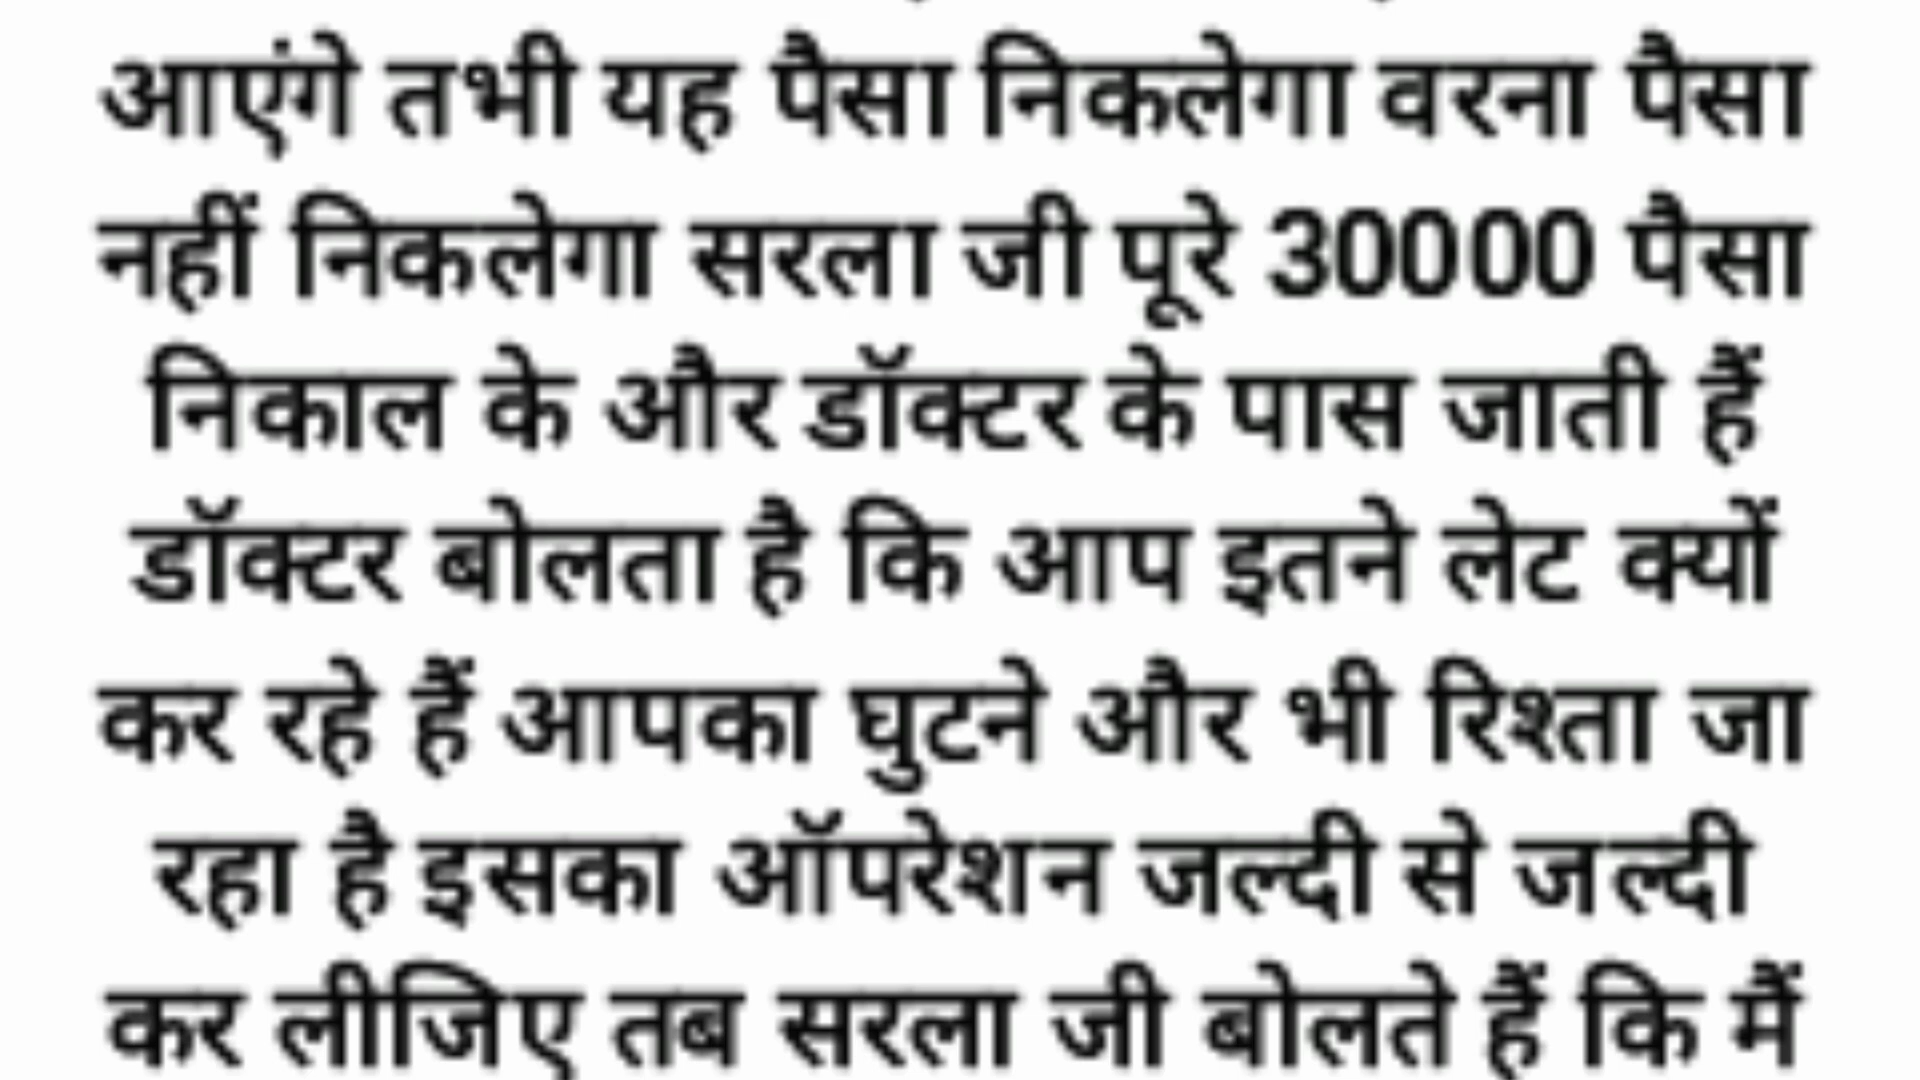 आएंगे तभी यह पैसा निकलेगा वरना पैसा
नहीं निकलेगा सरला जी पूरे 30000 पैसा
निकाल के और डॉक्टर के पास जाती हैं
डॉक्टर बोलता है कि आप इतने लेट क्यों
कर रहे हैं आपका घुटने और भी रिश्ता जा
रहा है इसका ऑपरेशन जल्दी से जल्दी
कर लीजिए तब सरला जी बोलते हैं कि मैं